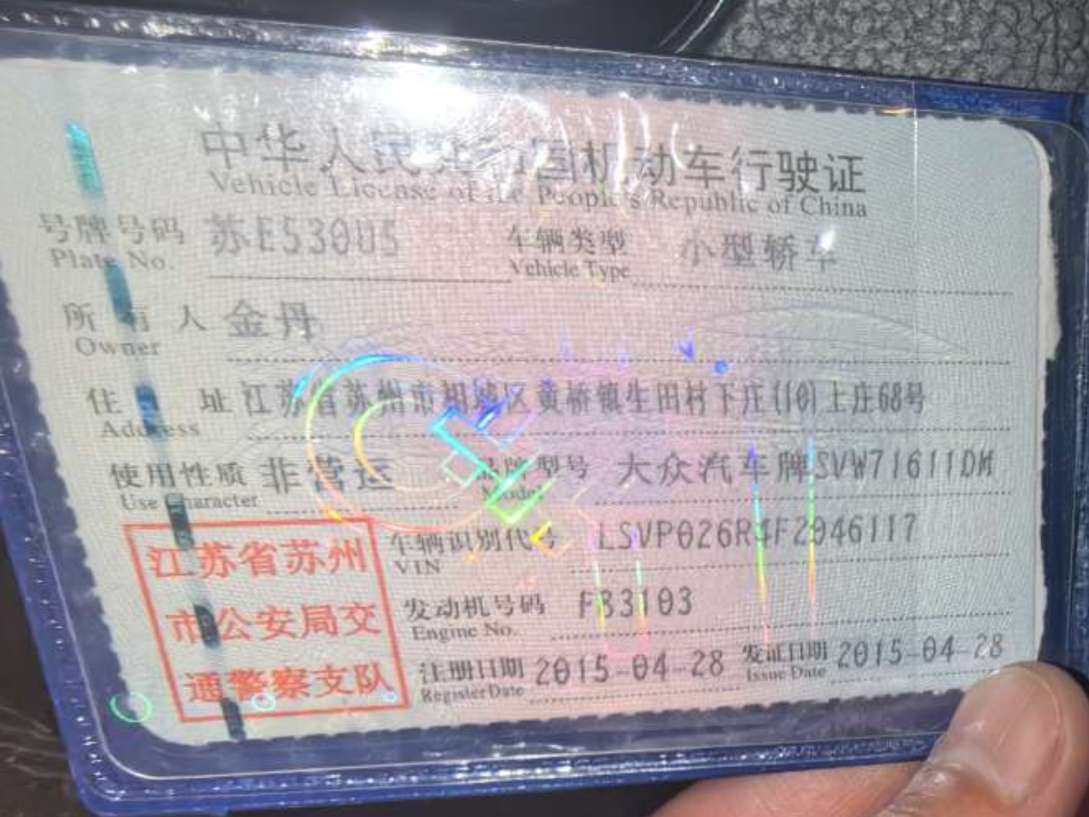 中华人民共和国机动车行驶证
Vehicle License of the People's Republic of China
号牌号码 苏E530U5 车辆类型 小型轿车
Plate No. Vehicle Type
所有人 金丹
Owner
住址 江苏省苏州市相城区黄桥镇生田村下庄(10)上庄68号
Address
使用性质 非营运 品牌型号 大众汽车牌SVW71611DM
Use Character Model
车辆识别代号 LSVP026R4F2046117
VIN
发动机号码 F83103
Engine No.
注册日期 2015-04-28 发证日期 2015-04-28
Register Date Issue Date
江苏省苏州
市公安局交
通警察支队